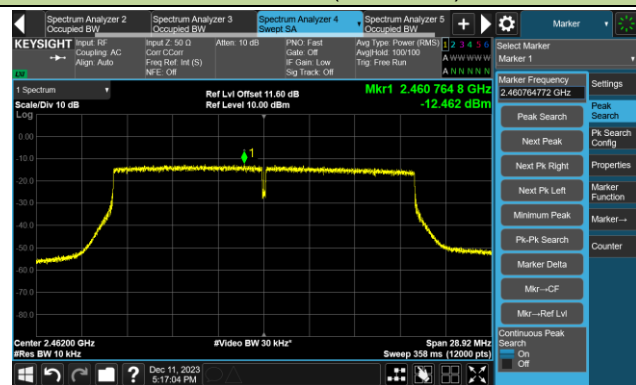 Spectrum Analyzer 2
Occupied BW
Spectrum Analyzer 3
Occupied BW
Spectrum Analyzer 4
Swept SA
Spectrum Analyzer 5
Occupied BW
+
Marker
KEYSIGHT
Input: RF
Coupling: AC
Align: Auto
Input Z: 50 Ω
Corr CCorr
Freq Ref: Int (S)
NFE: Off
Atten: 10 dB
PNO: Fast
Gate: Off
IF Gain: Low
Sig Track: Off
Avg Type: Power (RMS)
Avg|Hold: 100/100
Trig: Free Run
1 2 3 4 5 6
A W W W W W
A N N N N N
Select Marker
Marker 1
1 Spectrum
Scale/Div 10 dB
Log
Ref Lvl Offset 11.60 dB
Ref Level 10.00 dBm
Mkr1 2.460 764 8 GHz
-12.462 dBm
0.00
-10.0
-20.0
-30.0
-40.0
-50.0
-60.0
-70.0
-80.0
1
Center 2.46200 GHz
#Res BW 10 kHz
#Video BW 30 kHz*
Span 28.92 MHz
Sweep 358 ms (12000 pts)
Marker Frequency
2.460764772 GHz
Peak Search
Next Peak
Next Pk Right
Next Pk Left
Minimum Peak
Pk-Pk Search
Marker Delta
Mkr→CF
Mkr→Ref Lvl
Continuous Peak
Search
On
Off
Settings
Peak
Search
Pk Search
Config
Properties
Marker
Function
Marker→
Counter
?
Dec 11, 2023
5:17:04 PM